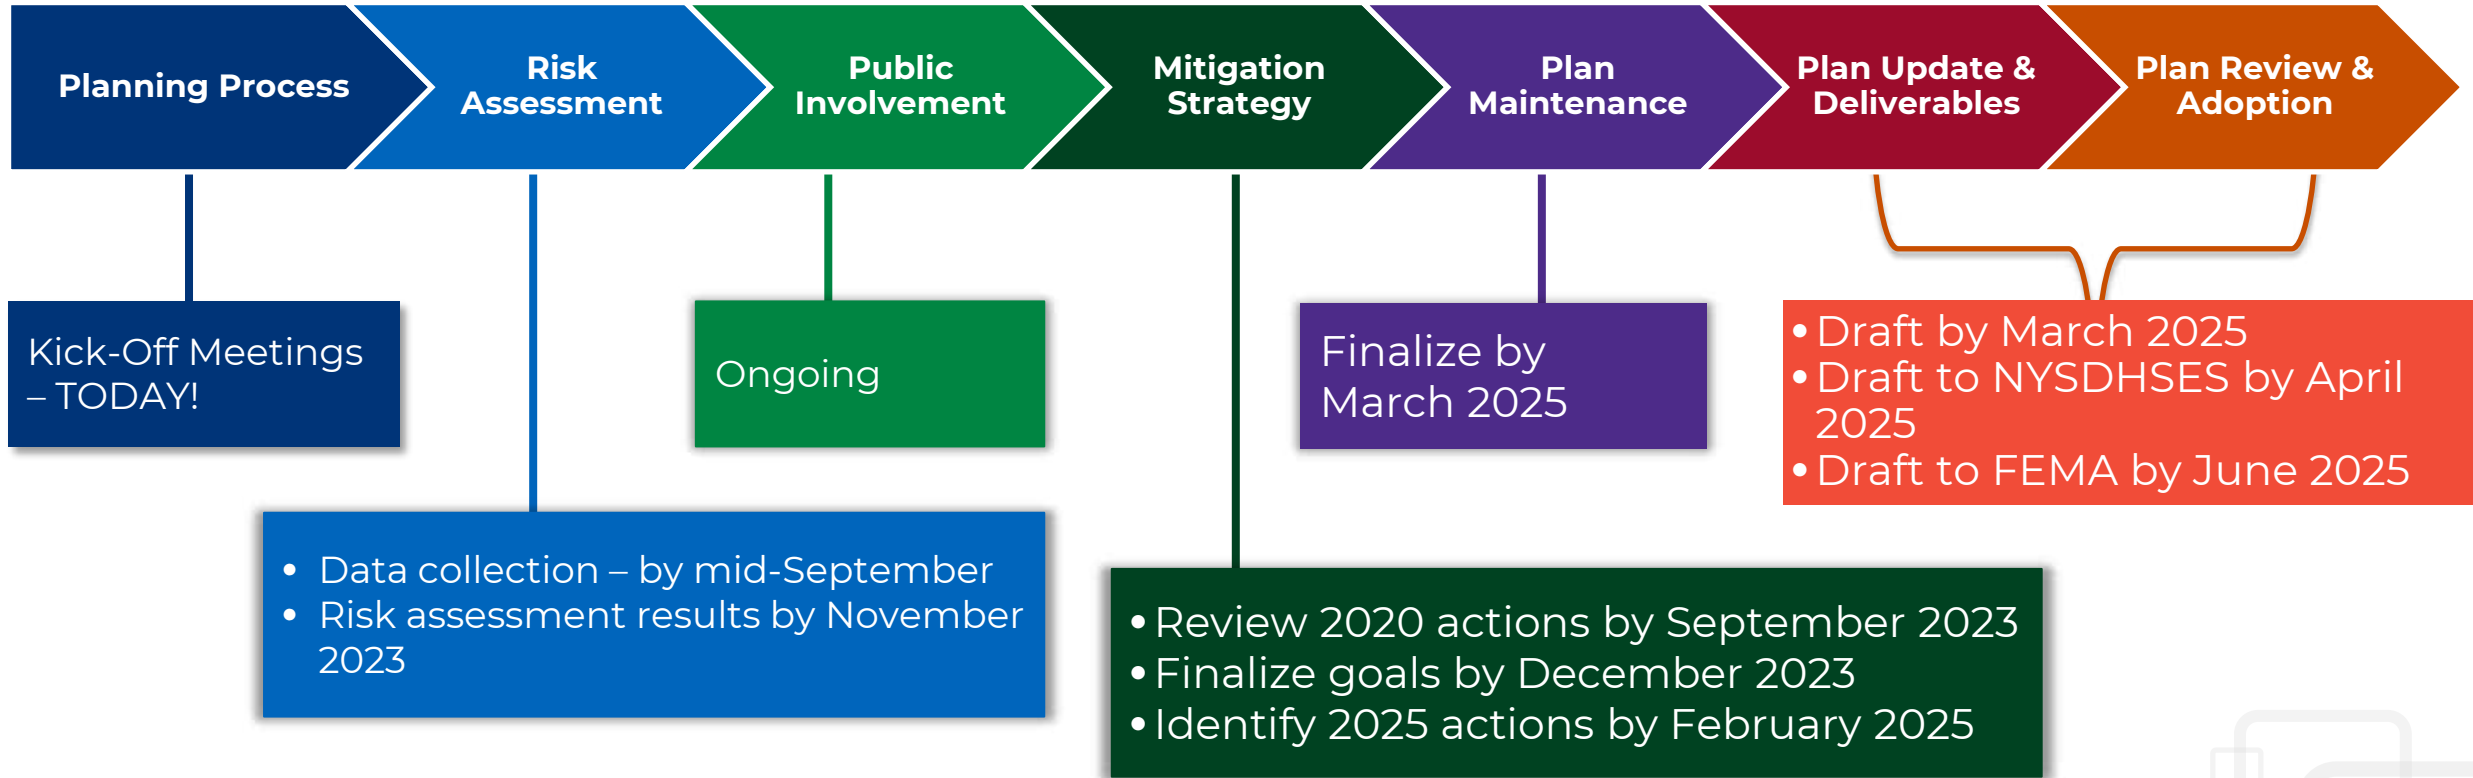 Planning Process
Risk
Assessment
Public
Involvement
Mitigation
Strategy
Plan
Maintenance
Plan Update &
Deliverables
Plan Review &
Adoption
Kick-Off Meetings
– TODAY!
Ongoing
Finalize by
March 2025
• Draft by March 2025
• Draft to NYSDHSES by April
2025
• Draft to FEMA by June 2025
• Data collection – by mid-September
• Risk assessment results by November
2023
• Review 2020 actions by September 2023
• Finalize goals by December 2023
• Identify 2025 actions by February 2025